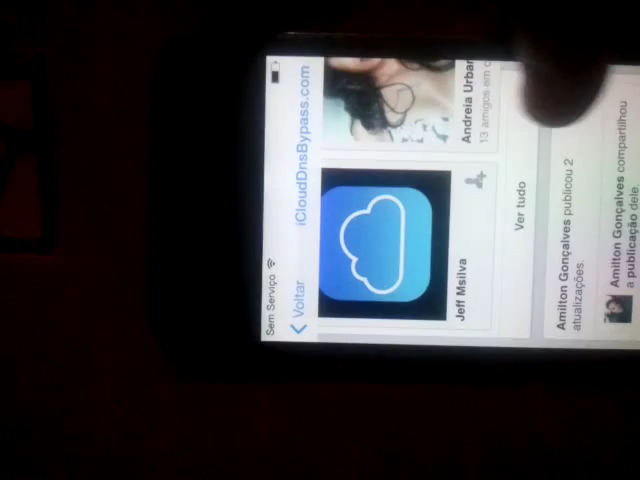 Sem Serviço
Voltar
iCloudDnsBypass.com
Jeff Msilva
Andreia Urbar
13 amigos em c
Ver tudo
Amilton Gonçalves publicou 2
atualizações.
Amilton Gonçalves compartilhou
a publicação dele.